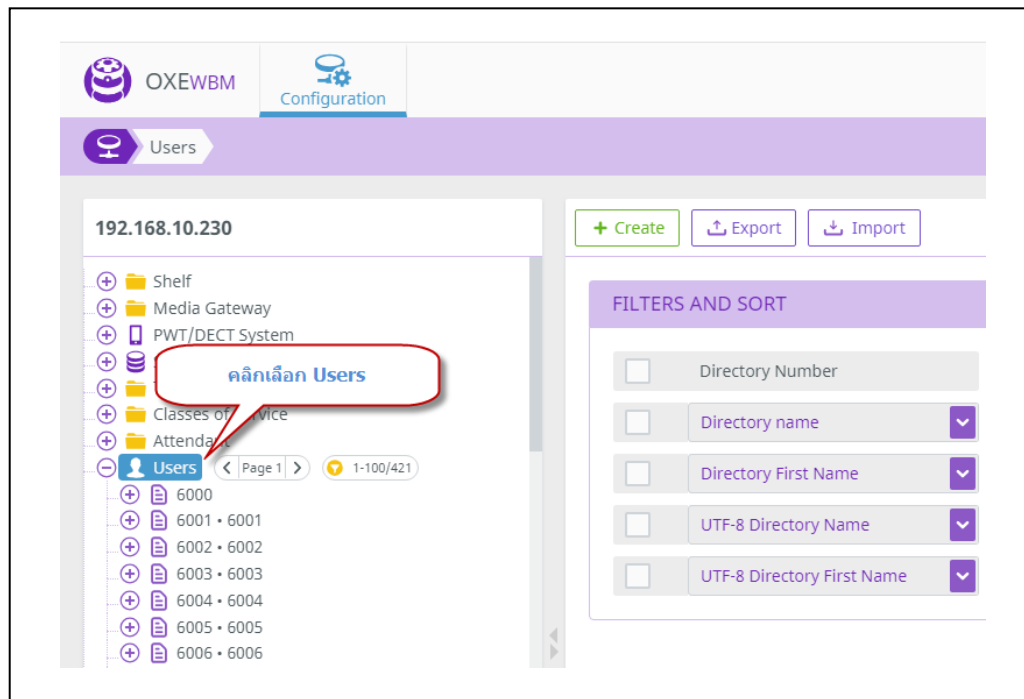 OXEWBM
Configuration
Users
192.168.10.230
+ Create
Export
Import
Shelf
Media Gateway
PWT/DECT System
คลิกเลือก Users
Classes of
Attendant
Users
Page 1
1-100/421
6000
6001 • 6001
6002 • 6002
6003 • 6003
6004 • 6004
6005 • 6005
6006 • 6006
FILTERS AND SORT
Directory Number
Directory name
Directory First Name
UTF-8 Directory Name
UTF-8 Directory First Name